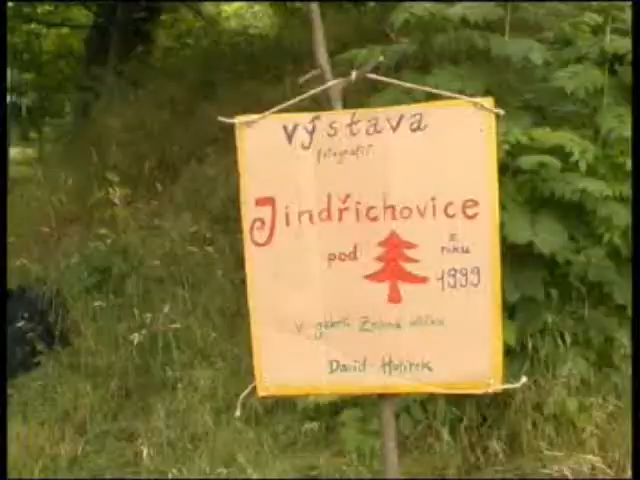 výstava
fotografií
Jindřichovice
pod
z
roku
1999
v
David